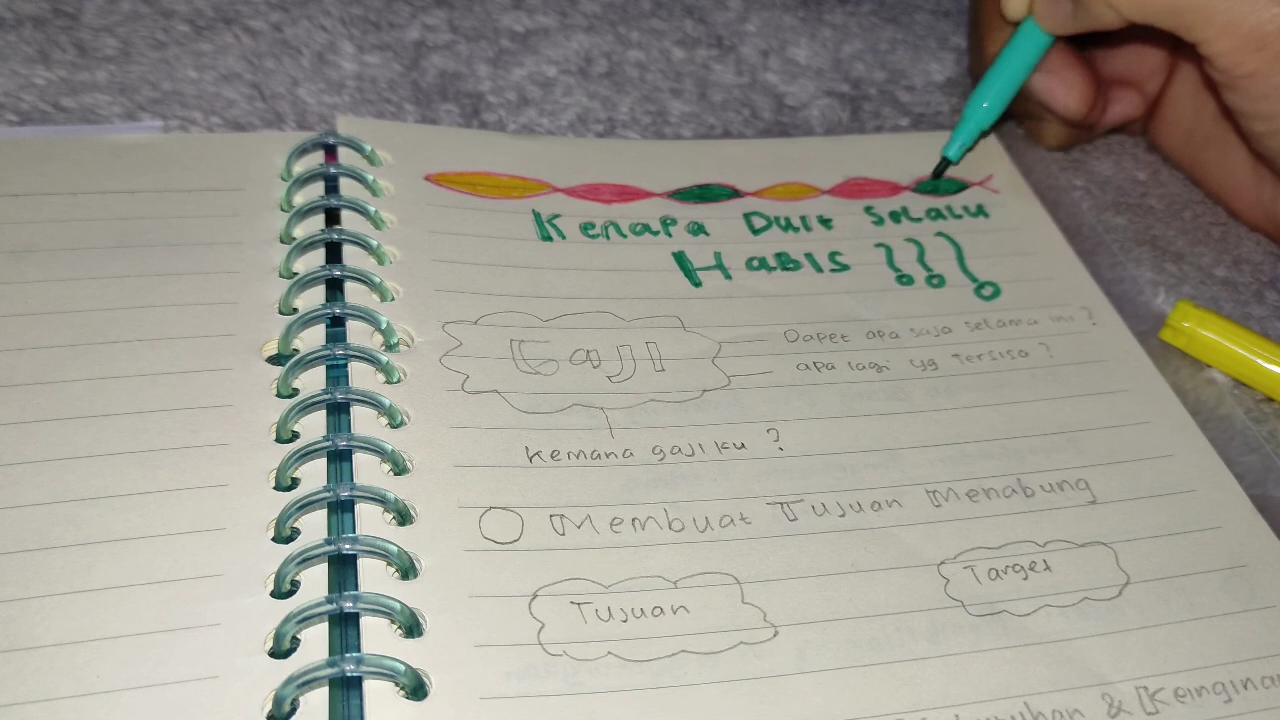 Kenapa Duit Selalu
Habis ???
Gaji
Dapet apa saja selama ini ?
apa lagi yg Tersisa ?
Kemana gajiku ?
Membuat Tujuan Menabung
Tujuan
Target
& Keinginan